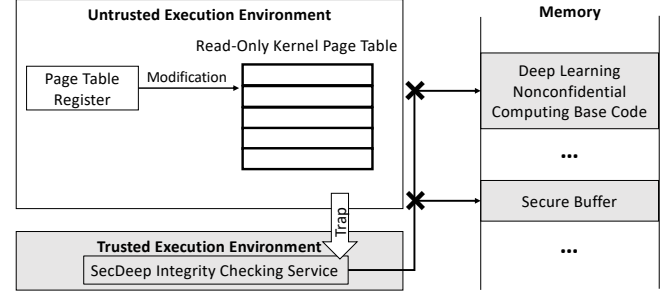 Untrusted Execution Environment
Memory
Read-Only Kernel Page Table
Page Table
Register
Modification
Deep Learning
Nonconfidential
Computing Base Code
...
Secure Buffer
...
Trap
Trusted Execution Environment
SecDeep Integrity Checking Service